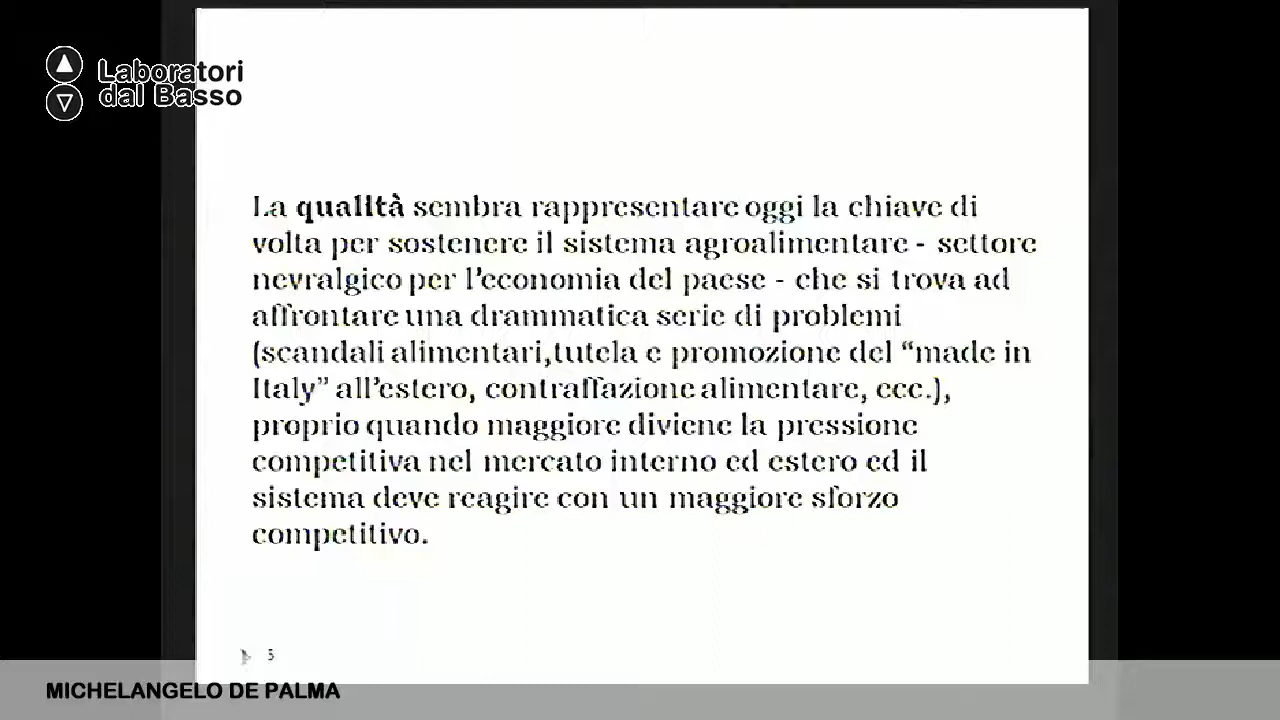 Laboratori
dal Basso
La qualità sembra rappresentare oggi la chiave di
volta per sostenere il sistema agroalimentare - settore
nevralgico per l'economia del paese - che si trova ad
affrontare una drammatica serie di problemi
(scandali alimentari,tutela e promozione del “made in
Italy” all'estero, contraffazione alimentare, ecc.),
proprio quando maggiore diviene la pressione
competitiva nel mercato interno ed estero ed il
sistema deve reagire con un maggiore sforzo
competitivo.
5
MICHELANGELO DE PALMA